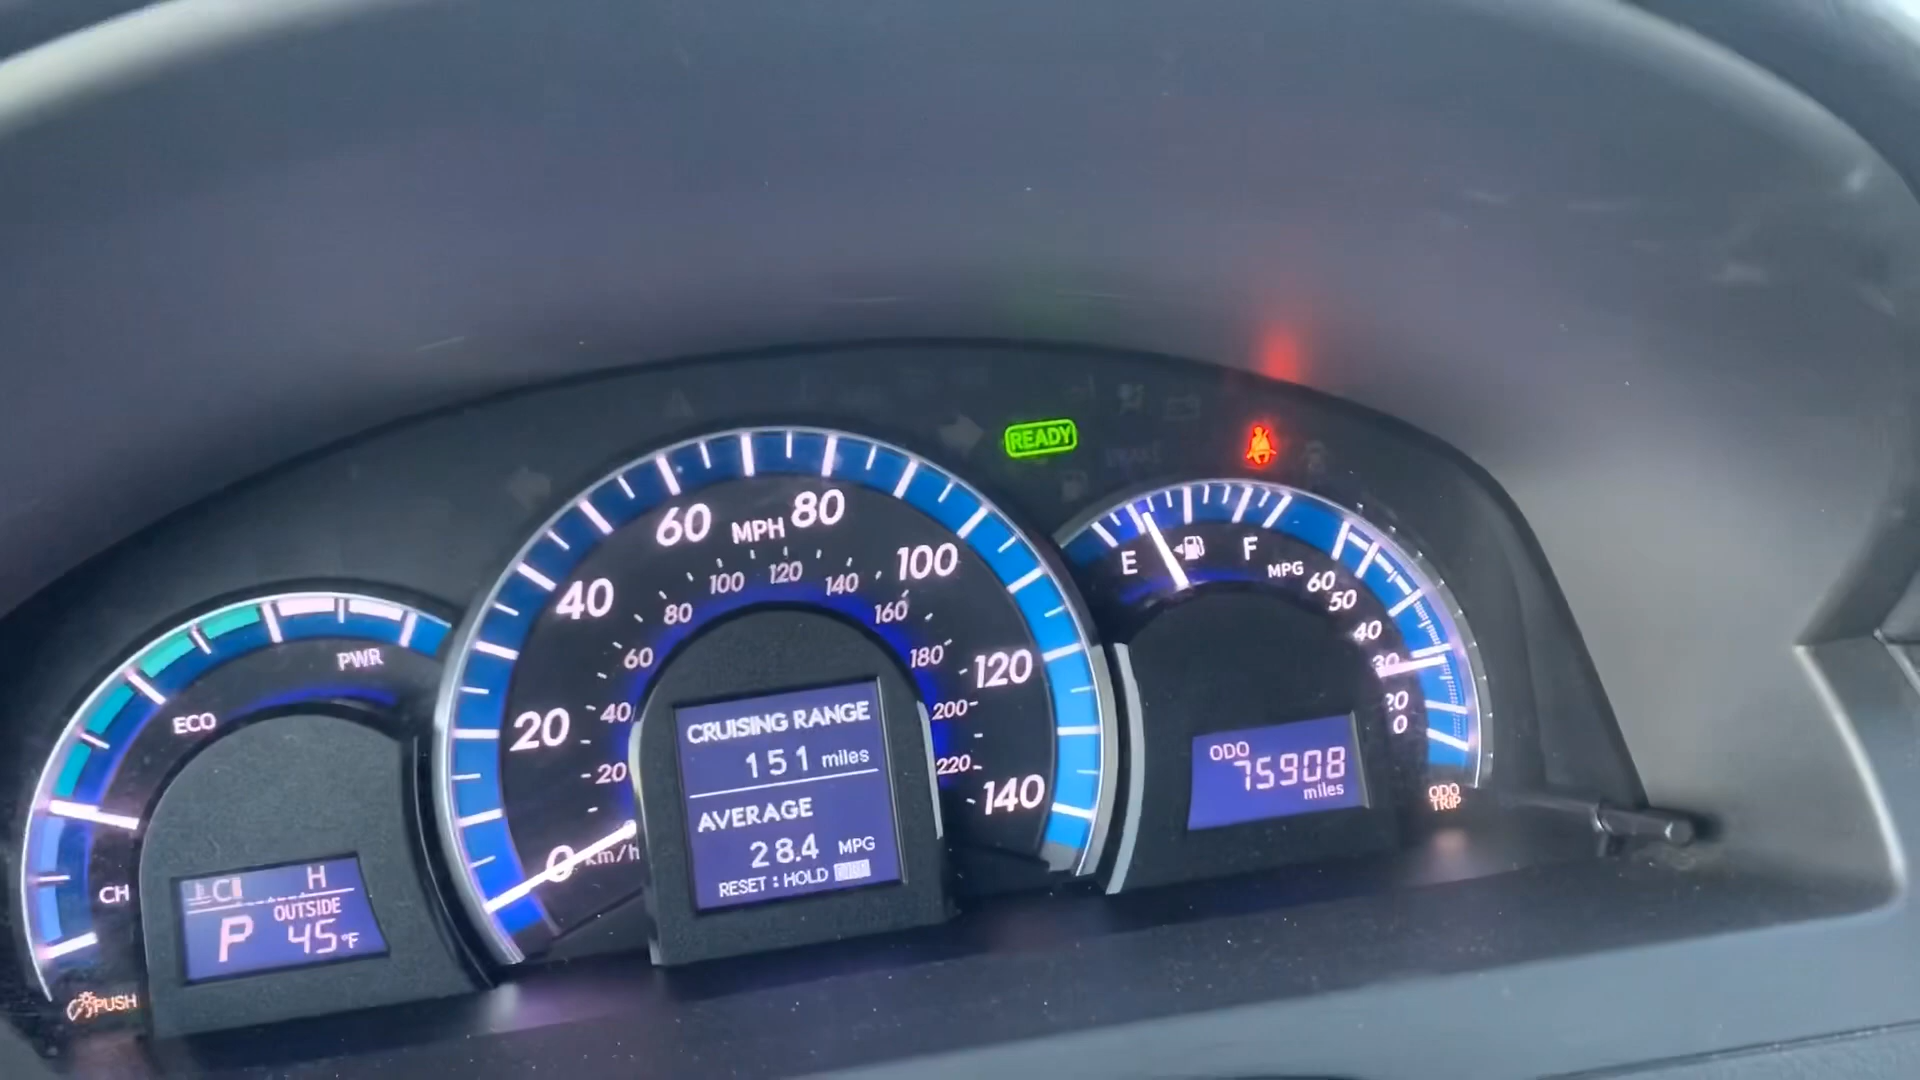 READY
60 MPH 80
40
100
20
120
0
140
km/h
20
40
60
80
100
120
140
160
180
200
220
CRUISING RANGE
151 miles
AVERAGE
28.4 MPG
RESET : HOLD
PWR
ECO
CH
C H
OUTSIDE
P 45°F
PUSH
E F
MPG
60
50
40
30
20
0
ODO
75908
miles
ODO
TRIP